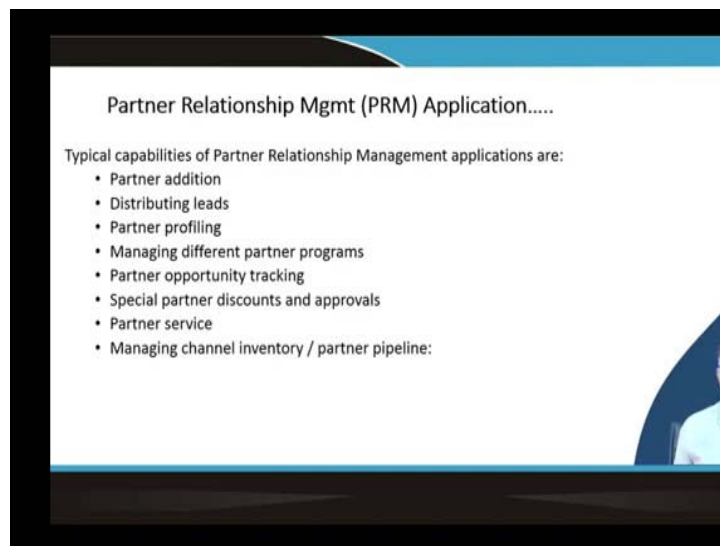 Partner Relationship Mgmt (PRM) Application.....
Typical capabilities of Partner Relationship Management applications are:
• Partner addition
• Distributing leads
• Partner profiling
• Managing different partner programs
• Partner opportunity tracking
• Special partner discounts and approvals
• Partner service
• Managing channel inventory / partner pipeline: